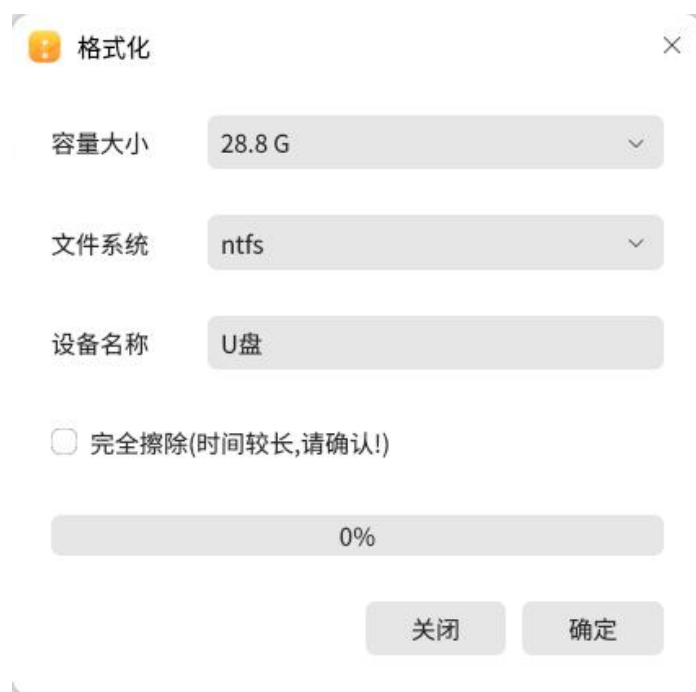 格式化
容量大小 28.8 G
文件系统 ntfs
设备名称 U盘
完全擦除(时间较长,请确认!)
0%
关闭 确定